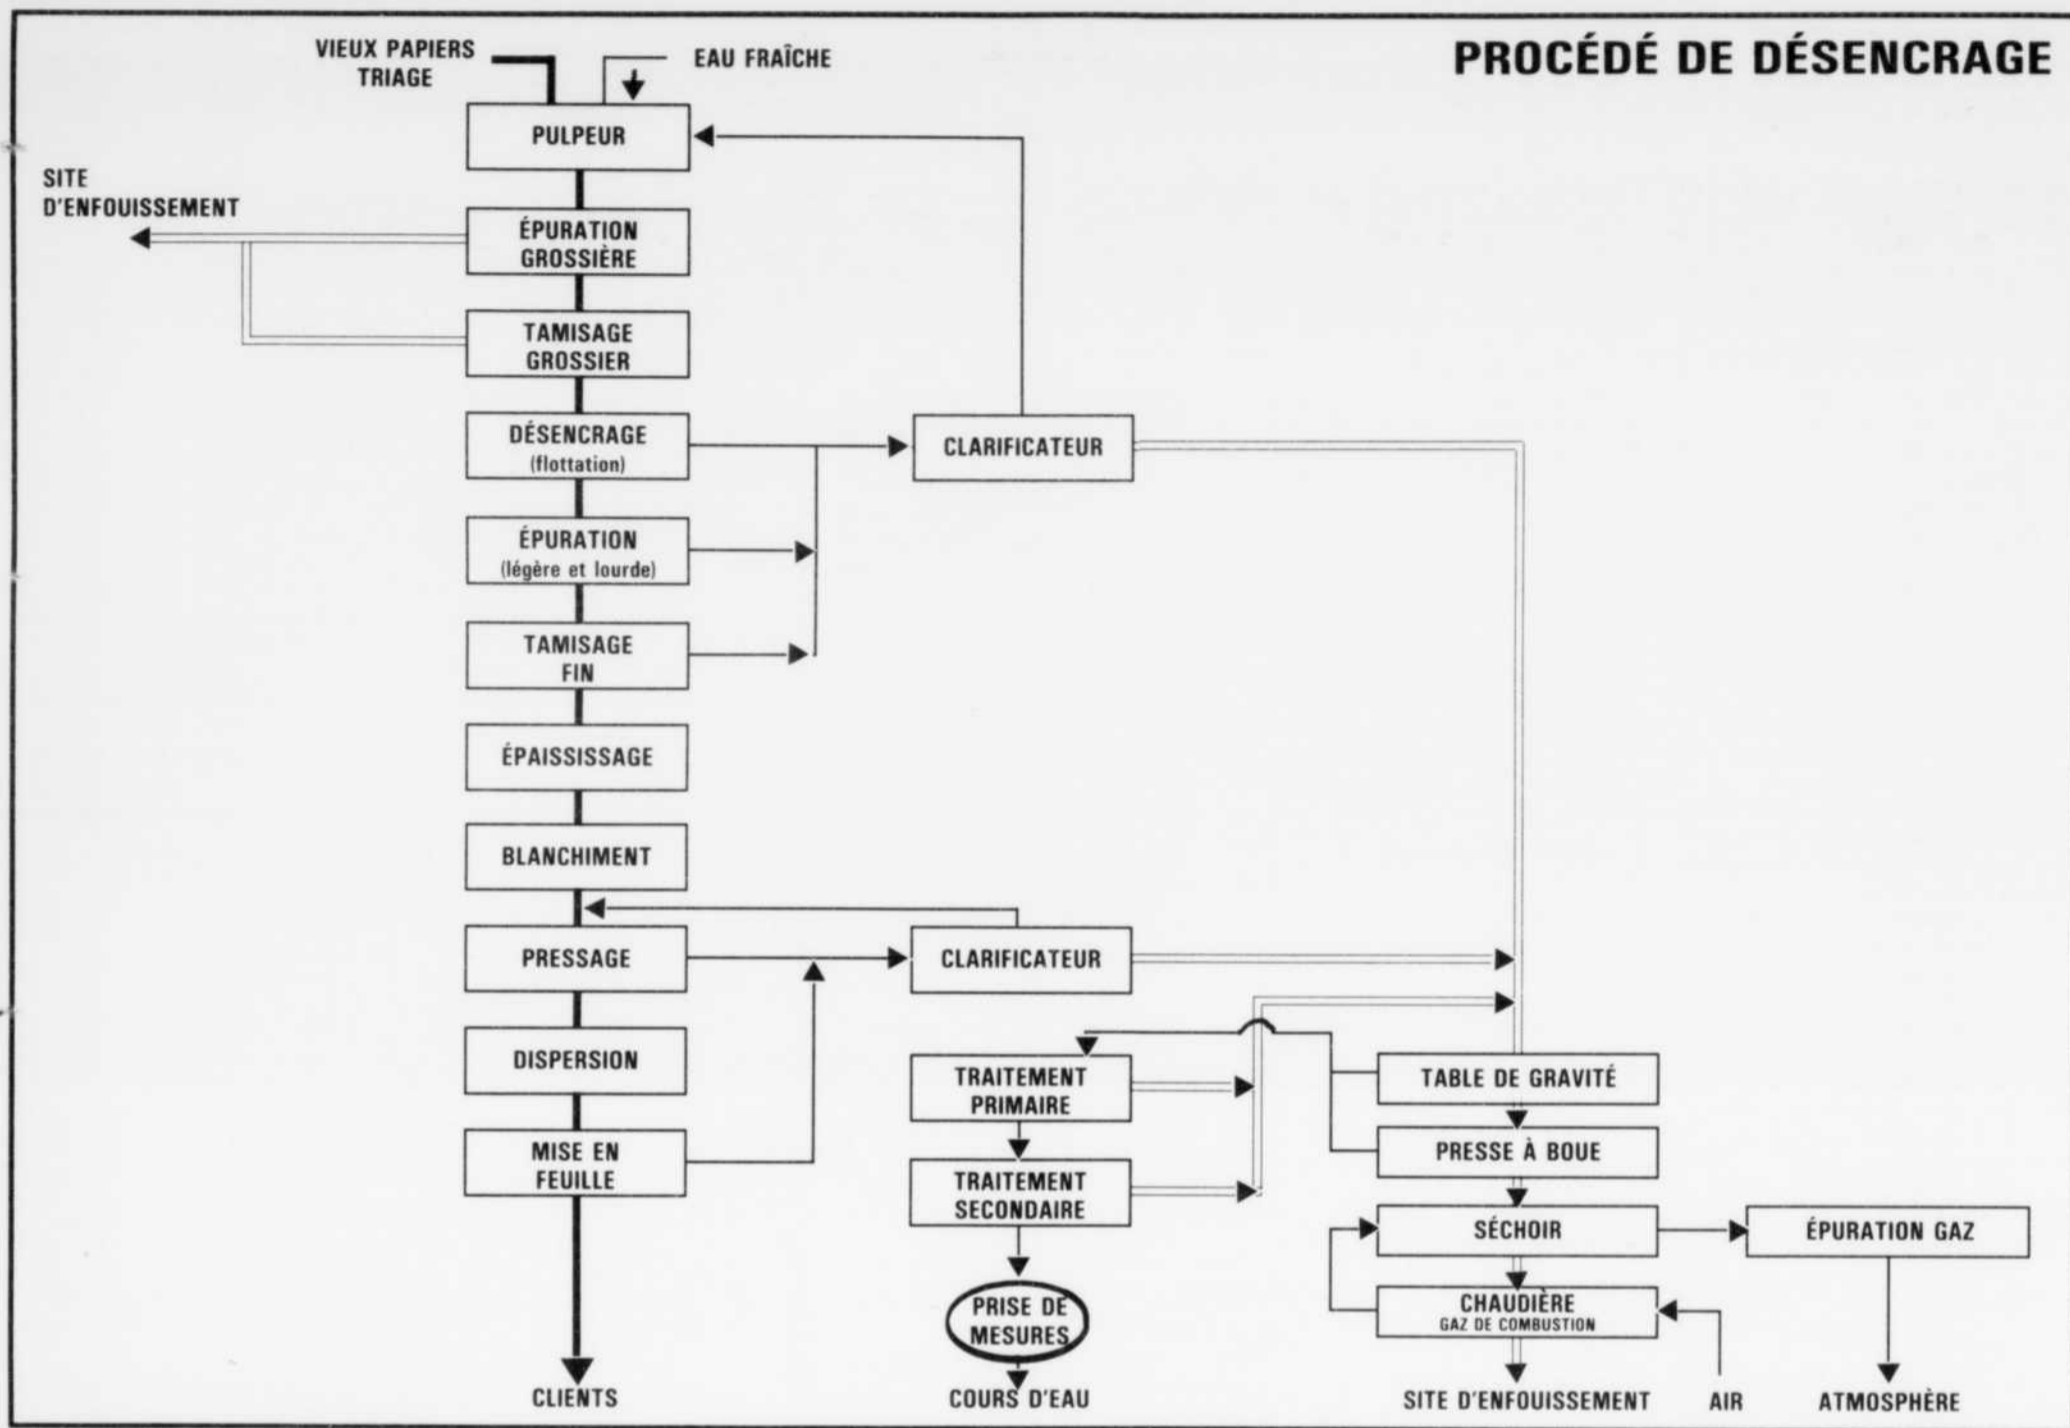 PROCÉDÉ DE DÉSENCRAGE
VIEUX PAPIERS
TRIAGE
EAU FRAÎCHE
PULPEUR
SITE
D'ENFOUISSEMENT
ÉPURATION
GROSSIÈRE
TAMISAGE
GROSSIER
DÉSENCRAGE
(flottation)
CLARIFICATEUR
ÉPURATION
(légère et lourde)
TAMISAGE
FIN
ÉPAISSISSAGE
BLANCHIMENT
PRESSAGE
CLARIFICATEUR
DISPERSION
MISE EN
FEUILLE
TRAITEMENT
PRIMAIRE
TRAITEMENT
SECONDAIRE
PRISE DE
MESURES
TABLE DE GRAVITÉ
PRESSE À BOUE
SÉCHOIR
ÉPURATION GAZ
CHAUDIÈRE
GAZ DE COMBUSTION
CLIENTS
COURS D'EAU
SITE D'ENFOUISSEMENT
AIR
ATMOSPHÈRE